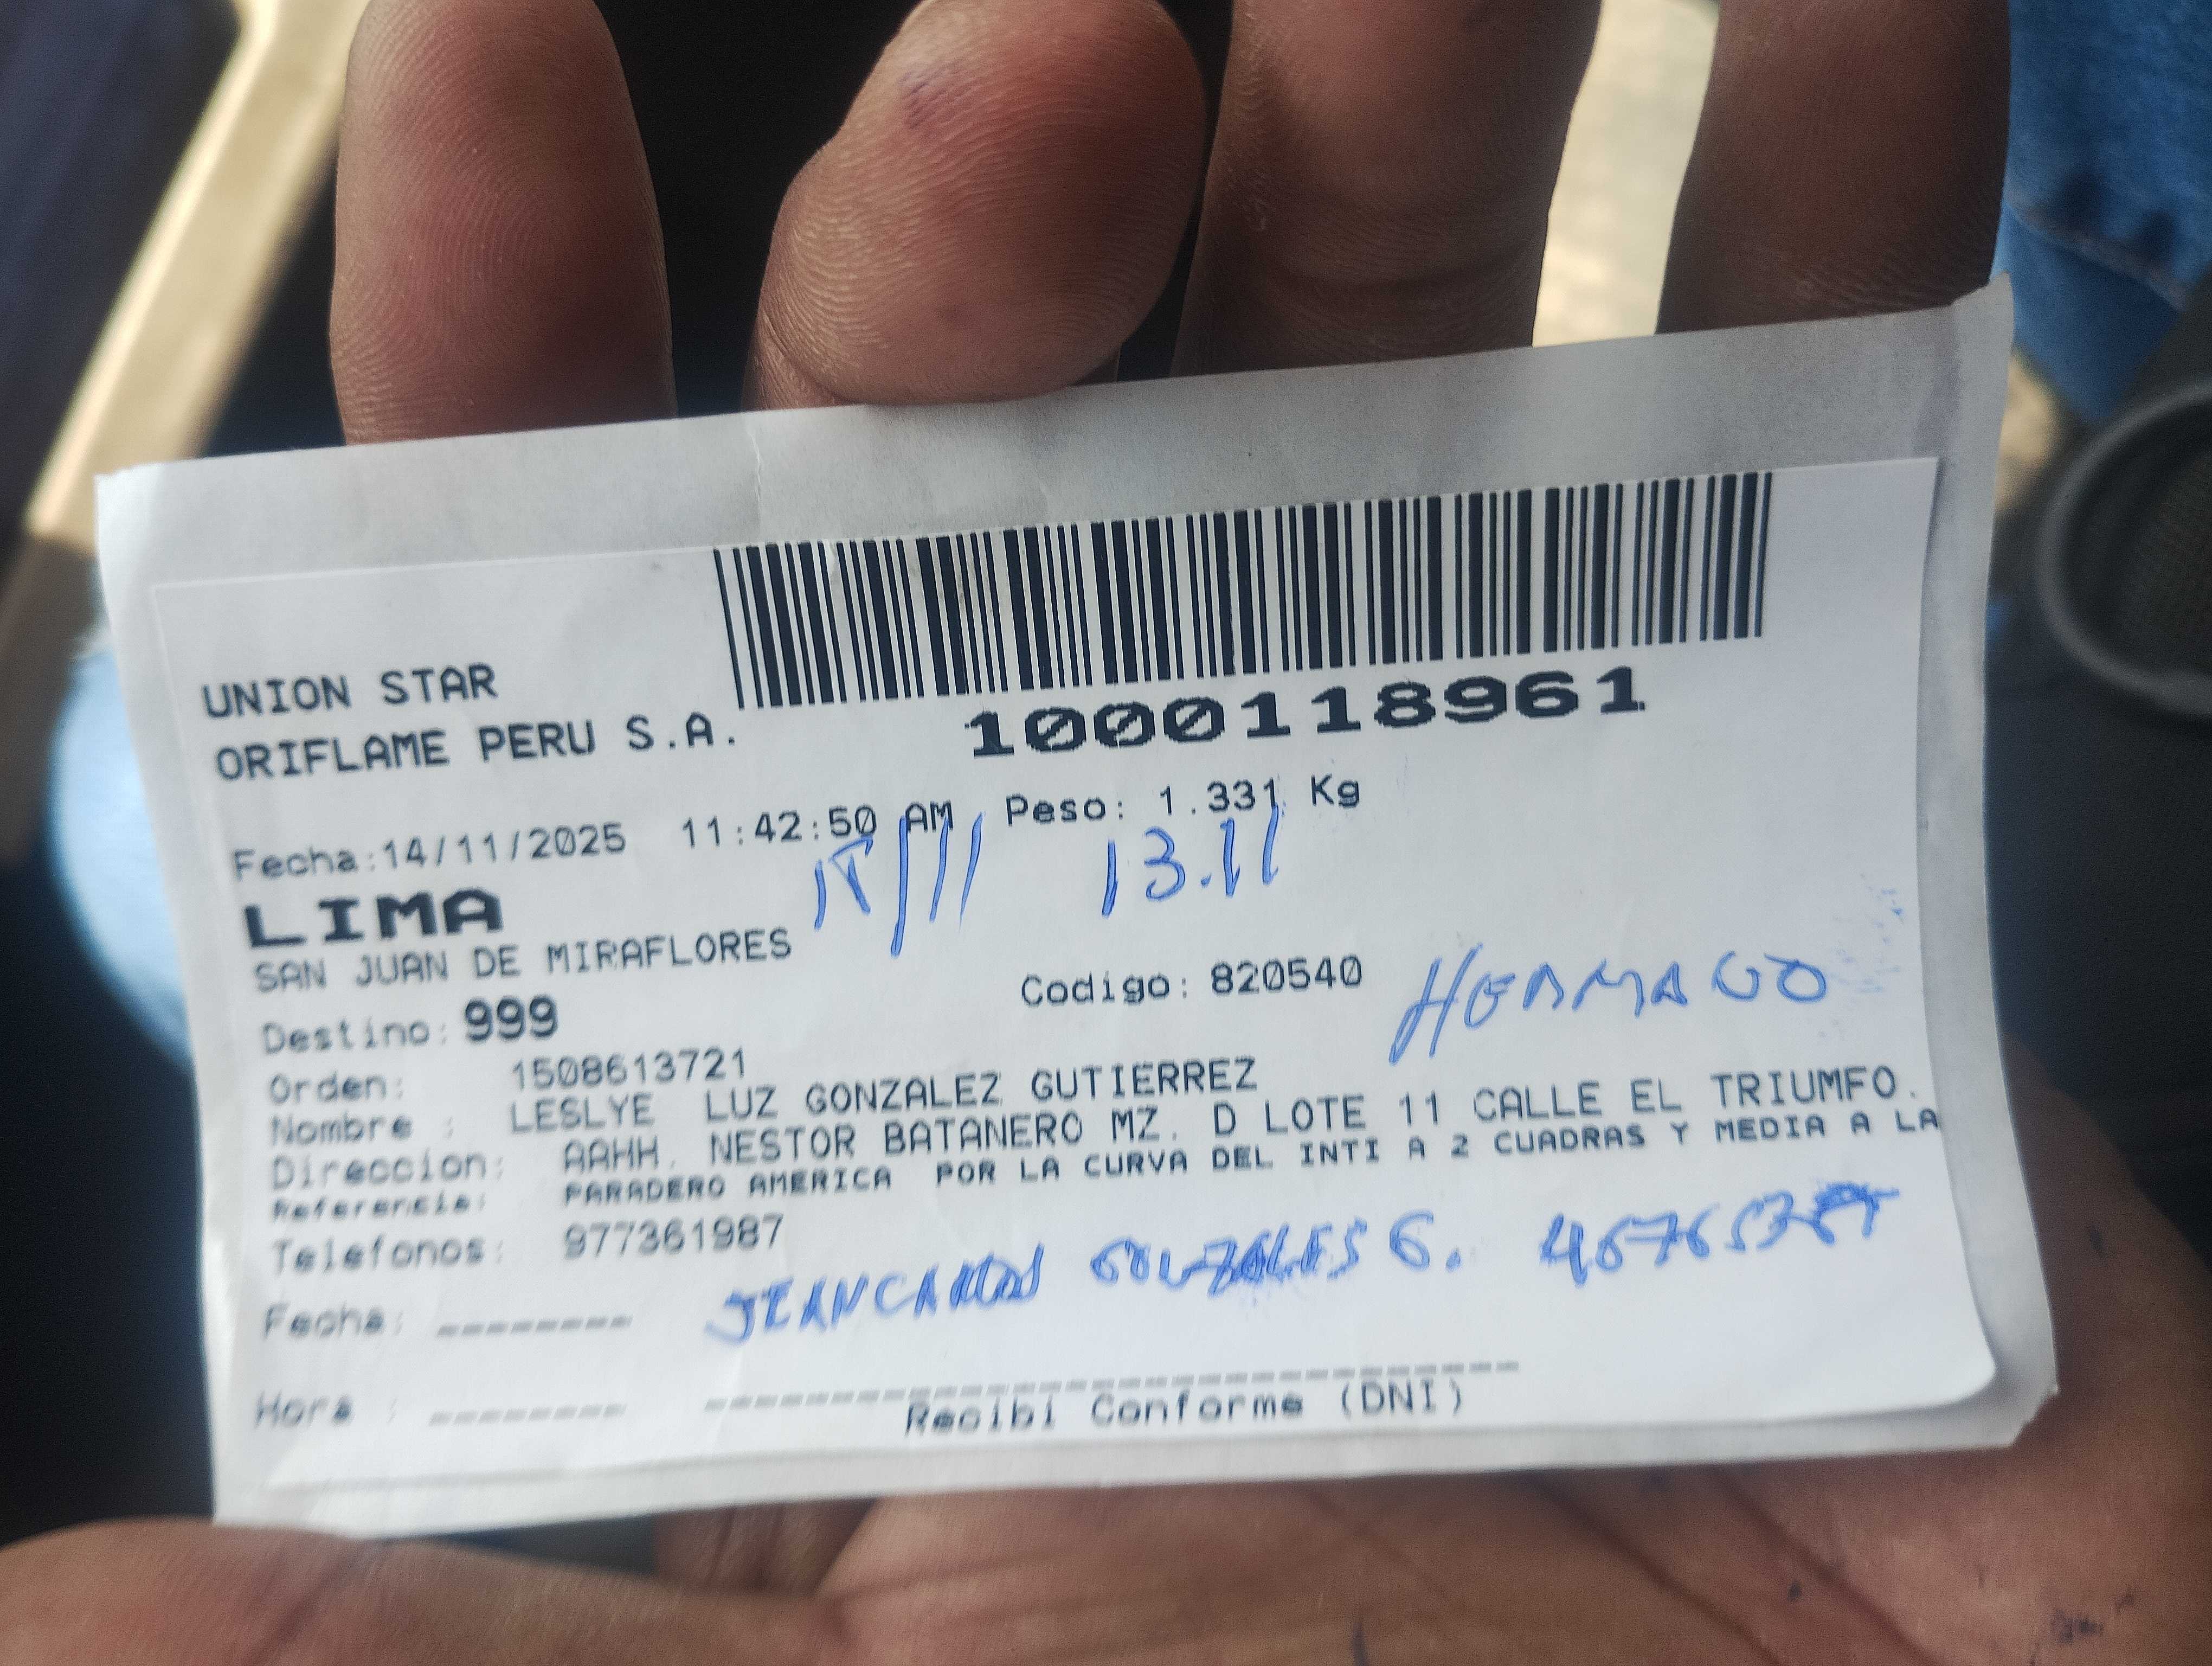 UNION STAR
ORIFLAME PERU S.A.
1000118961
Fecha:14/11/2025 11:42:50 AM Peso: 1.331 Kg
15/11 13.11
LIMA
SAN JUAN DE MIRAFLORES
Destino: 999 Codigo: 820540 HERMANO
Orden: 1508613721
Nombre : LESLYE LUZ GONZALEZ GUTIERREZ
Direccion: AAHH. NESTOR BATANERO MZ. D LOTE 11 CALLE EL TRIUMFO.
Referencia: PARADERO AMERICA POR LA CURVA DEL INTI A 2 CUADRAS Y MEDIA A LA
Telefonos: 977361987
JEANCARLOS GONZALES G.
Fecha: --------
Hora : --------
Recibi Conforme (DNI)